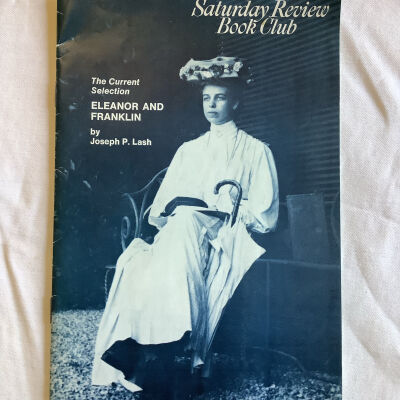 Saturday Review
Book Club
The Current
Selection
ELEANOR AND
FRANKLIN
by
Joseph P. Lash